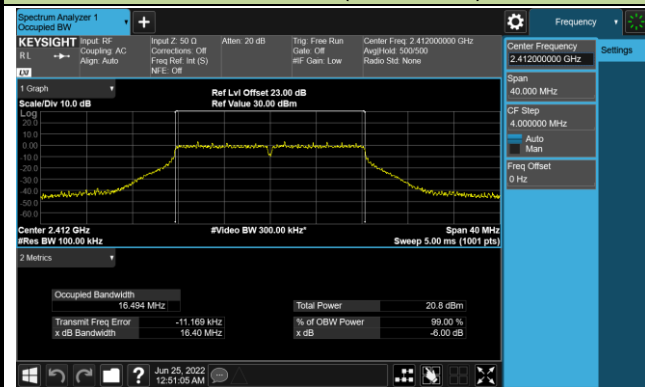 Spectrum Analyzer 1
Occupied BW
+
Frequency
KEYSIGHT
RL
LXI
Input: RF
Coupling: AC
Align: Auto
Input Z: 50 Ω
Corrections: Off
Freq Ref: Int (S)
NFE: Off
Atten: 20 dB
Trig: Free Run
Gate: Off
#IF Gain: Low
Center Freq: 2.412000000 GHz
Avg|Hold: 500/500
Radio Std: None
Center Frequency
2.412000000 GHz
Settings
Span
40.000 MHz
CF Step
4.000000 MHz
Auto
Man
Freq Offset
0 Hz
1 Graph
Scale/Div 10.0 dB
Ref Lvl Offset 23.00 dB
Ref Value 30.00 dBm
Log
20.0
10.0
0.00
-10.0
-20.0
-30.0
-40.0
-50.0
-60.0
Center 2.412 GHz
#Video BW 300.00 kHz*
Span 40 MHz
#Res BW 100.00 kHz
Sweep 5.00 ms (1001 pts)
2 Metrics
Occupied Bandwidth
16.494 MHz
Total Power 20.8 dBm
Transmit Freq Error -11.169 kHz
% of OBW Power 99.00 %
x dB Bandwidth 16.40 MHz
x dB -6.00 dB
?
Jun 25, 2022
12:51:05 AM